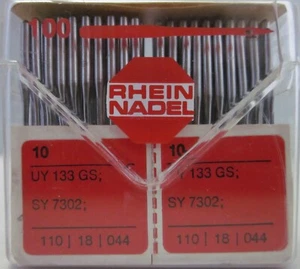 100
RHEIN
NADEL
10
UY 133 GS;
SY 7302;
110 | 18 | 044
10
UY 133 GS;
SY 7302;
110 | 18 | 044